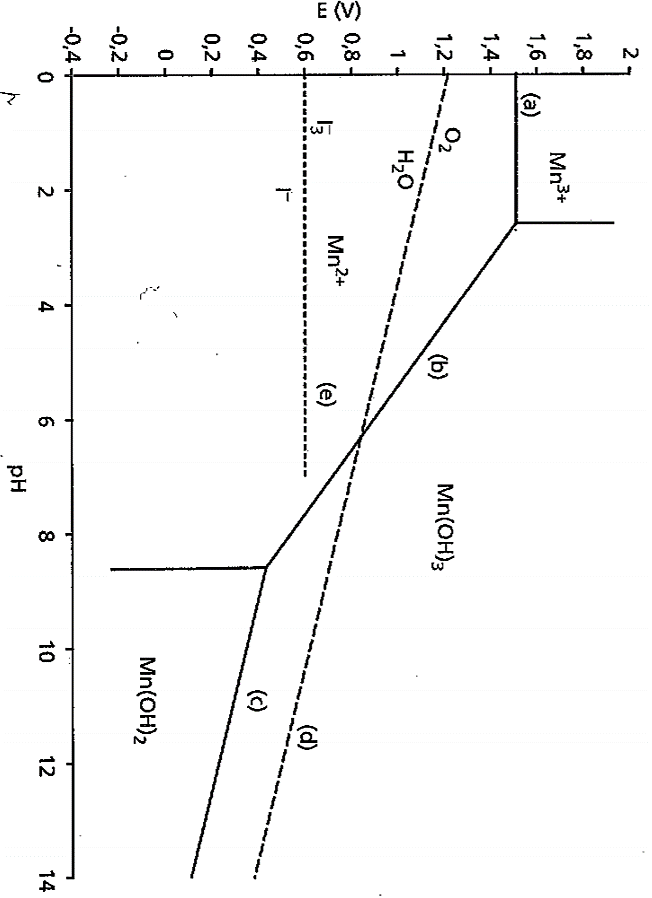 E (V)
2
1,8
1,6
1,4
1,2
1
0,8
0,6
0,4
0,2
0
-0,2
-0,4
0
2
4
6
8
10
12
14
pH
(a)
Mn³⁺
O₂
H₂O
I₃⁻
I⁻
Mn²⁺
(b)
(e)
Mn(OH)₃
(d)
(c)
Mn(OH)₂